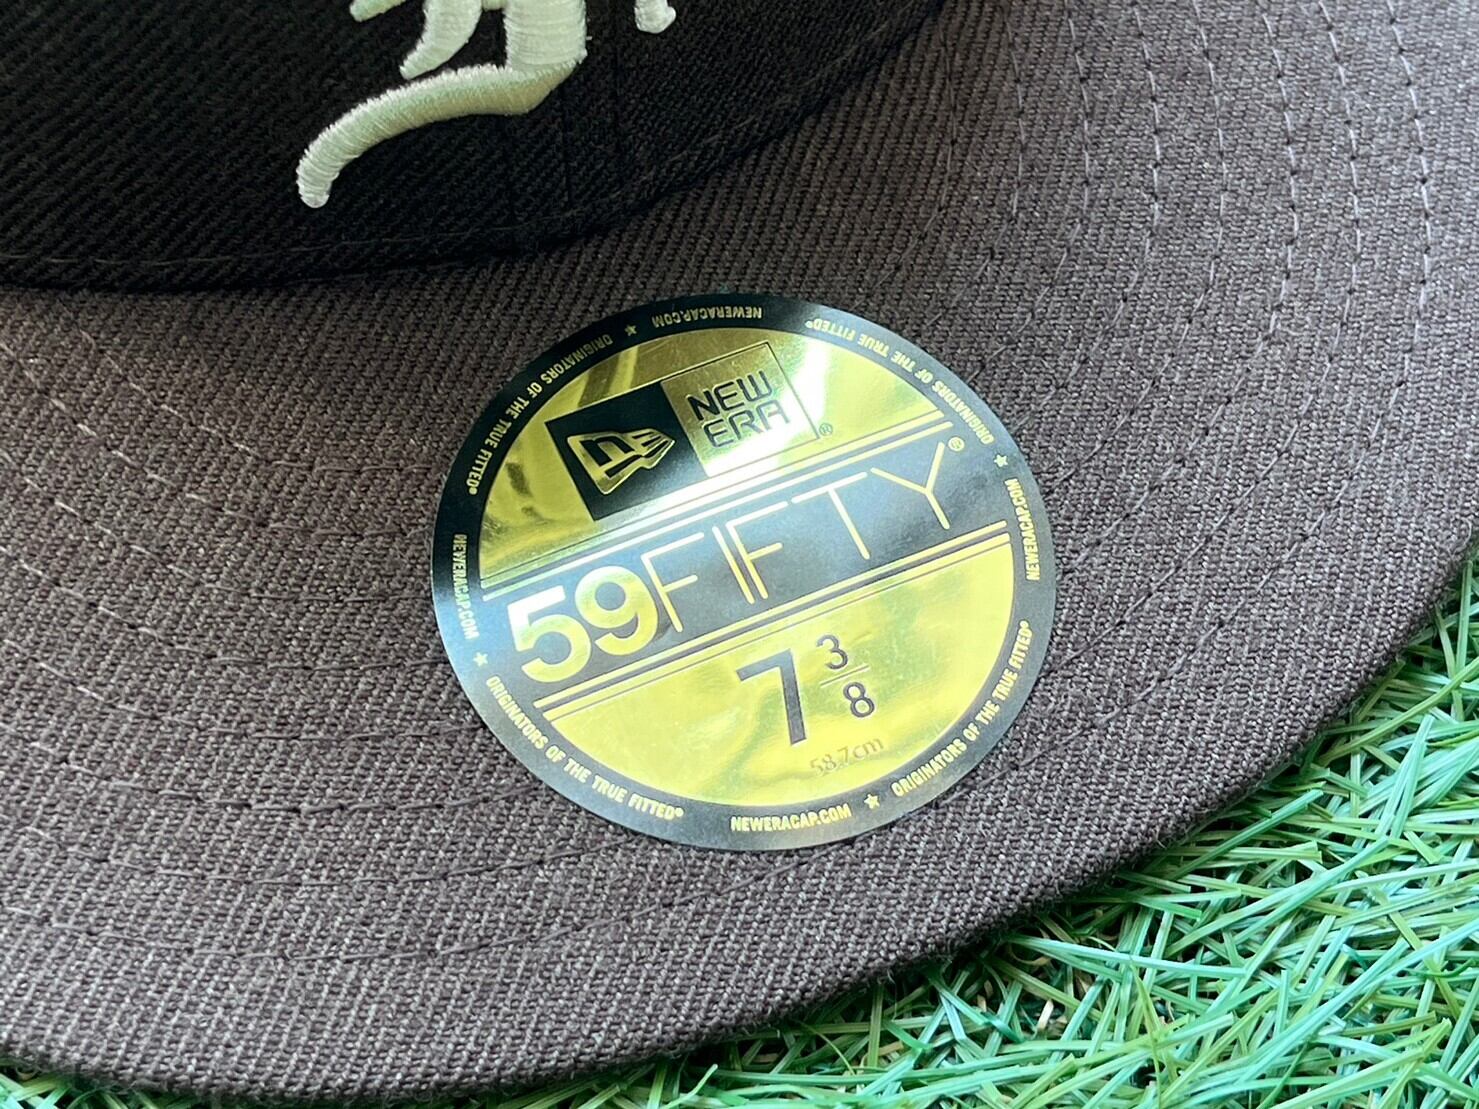 NEW
ERA®
59FIFTY®
7 3/8
58.7cm
NEWERACAP.COM
ORIGINATORS OF THE TRUE FITTED®
NEWERACAP.COM
ORIGINATORS OF THE TRUE FITTED®
NEWERACAP.COM
ORIGINATORS OF THE TRUE FITTED®
NEWERACAP.COM
ORIGINATORS OF THE TRUE FITTED®